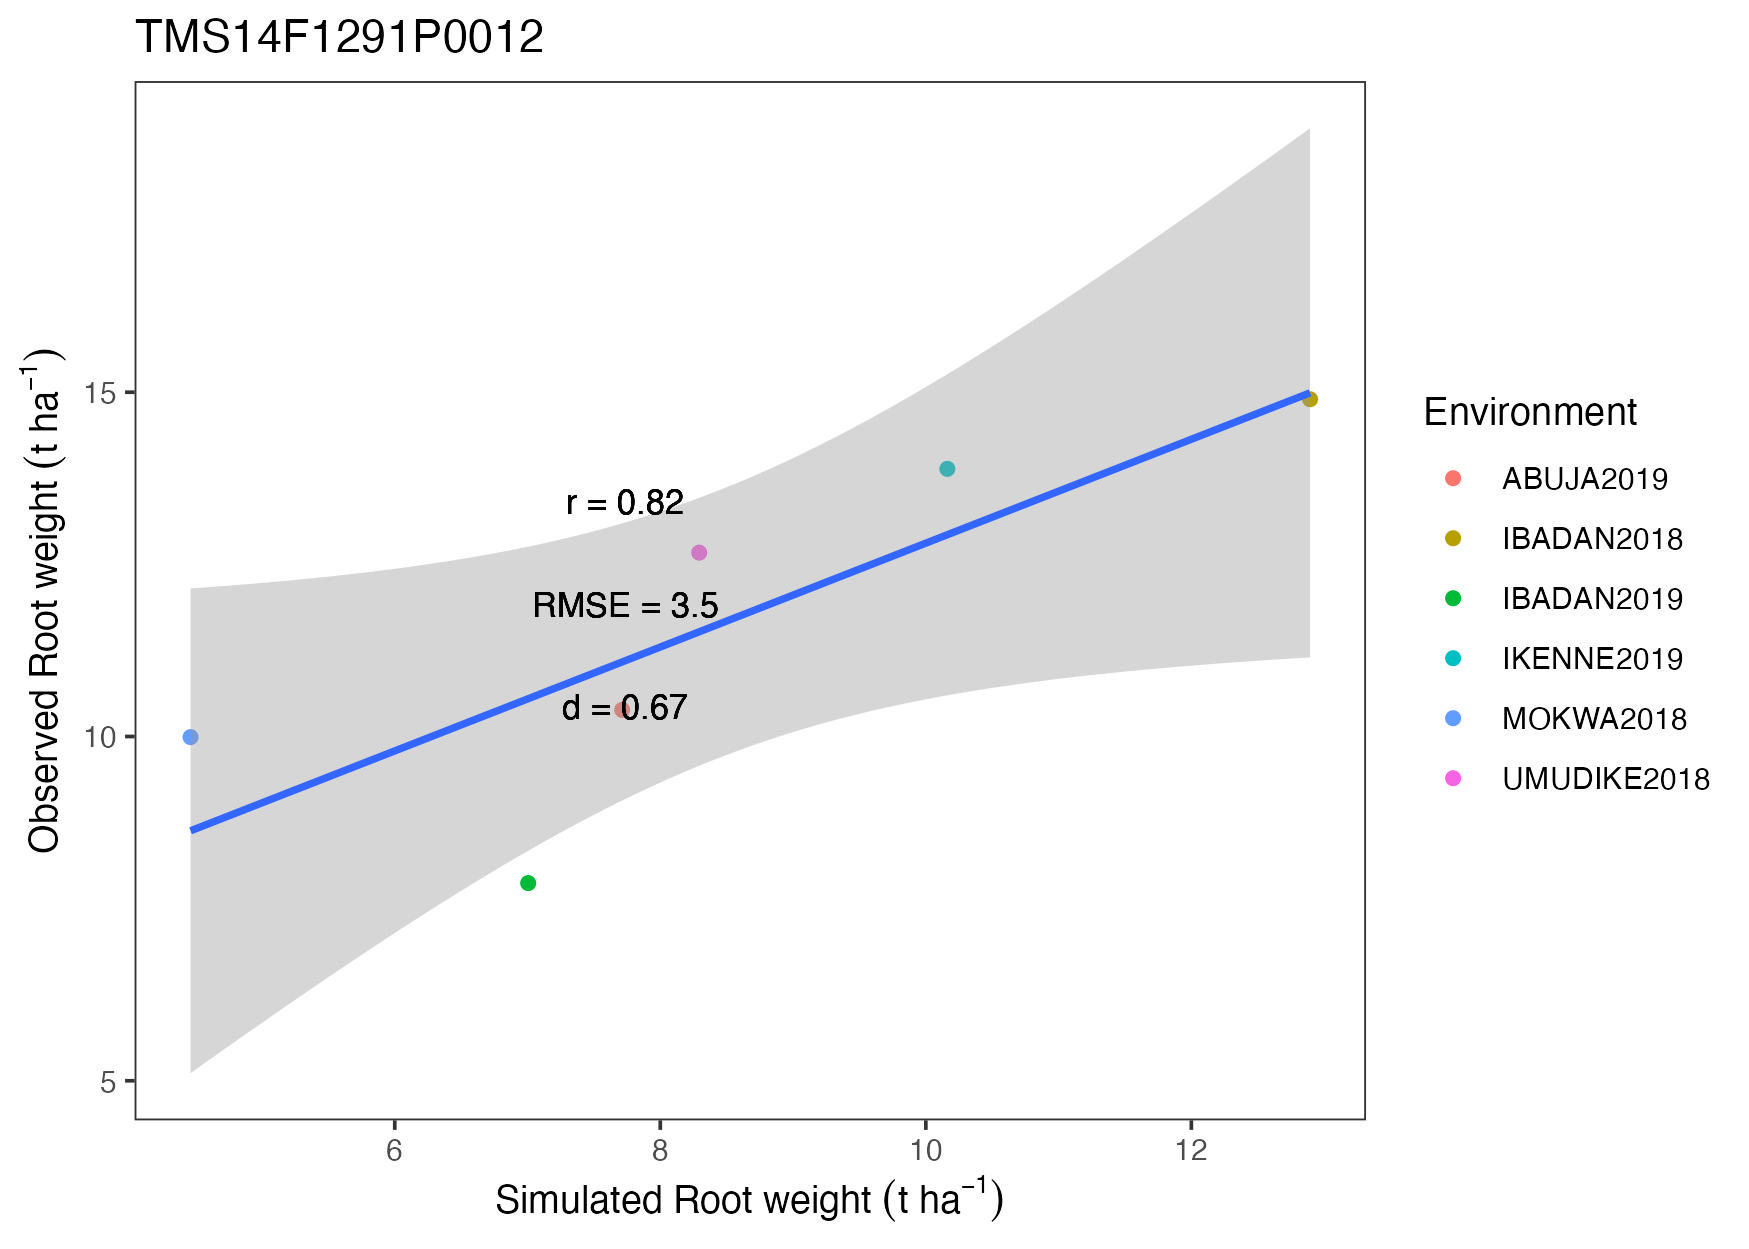 TMS14F1291P0012
Observed Root weight (t ha⁻¹)
15
10
5
r = 0.82
RMSE = 3.5
d = 0.67
6 8 10 12
Simulated Root weight (t ha⁻¹)
Environment
ABUJA2019
IBADAN2018
IBADAN2019
IKENNE2019
MOKWA2018
UMUDIKE2018